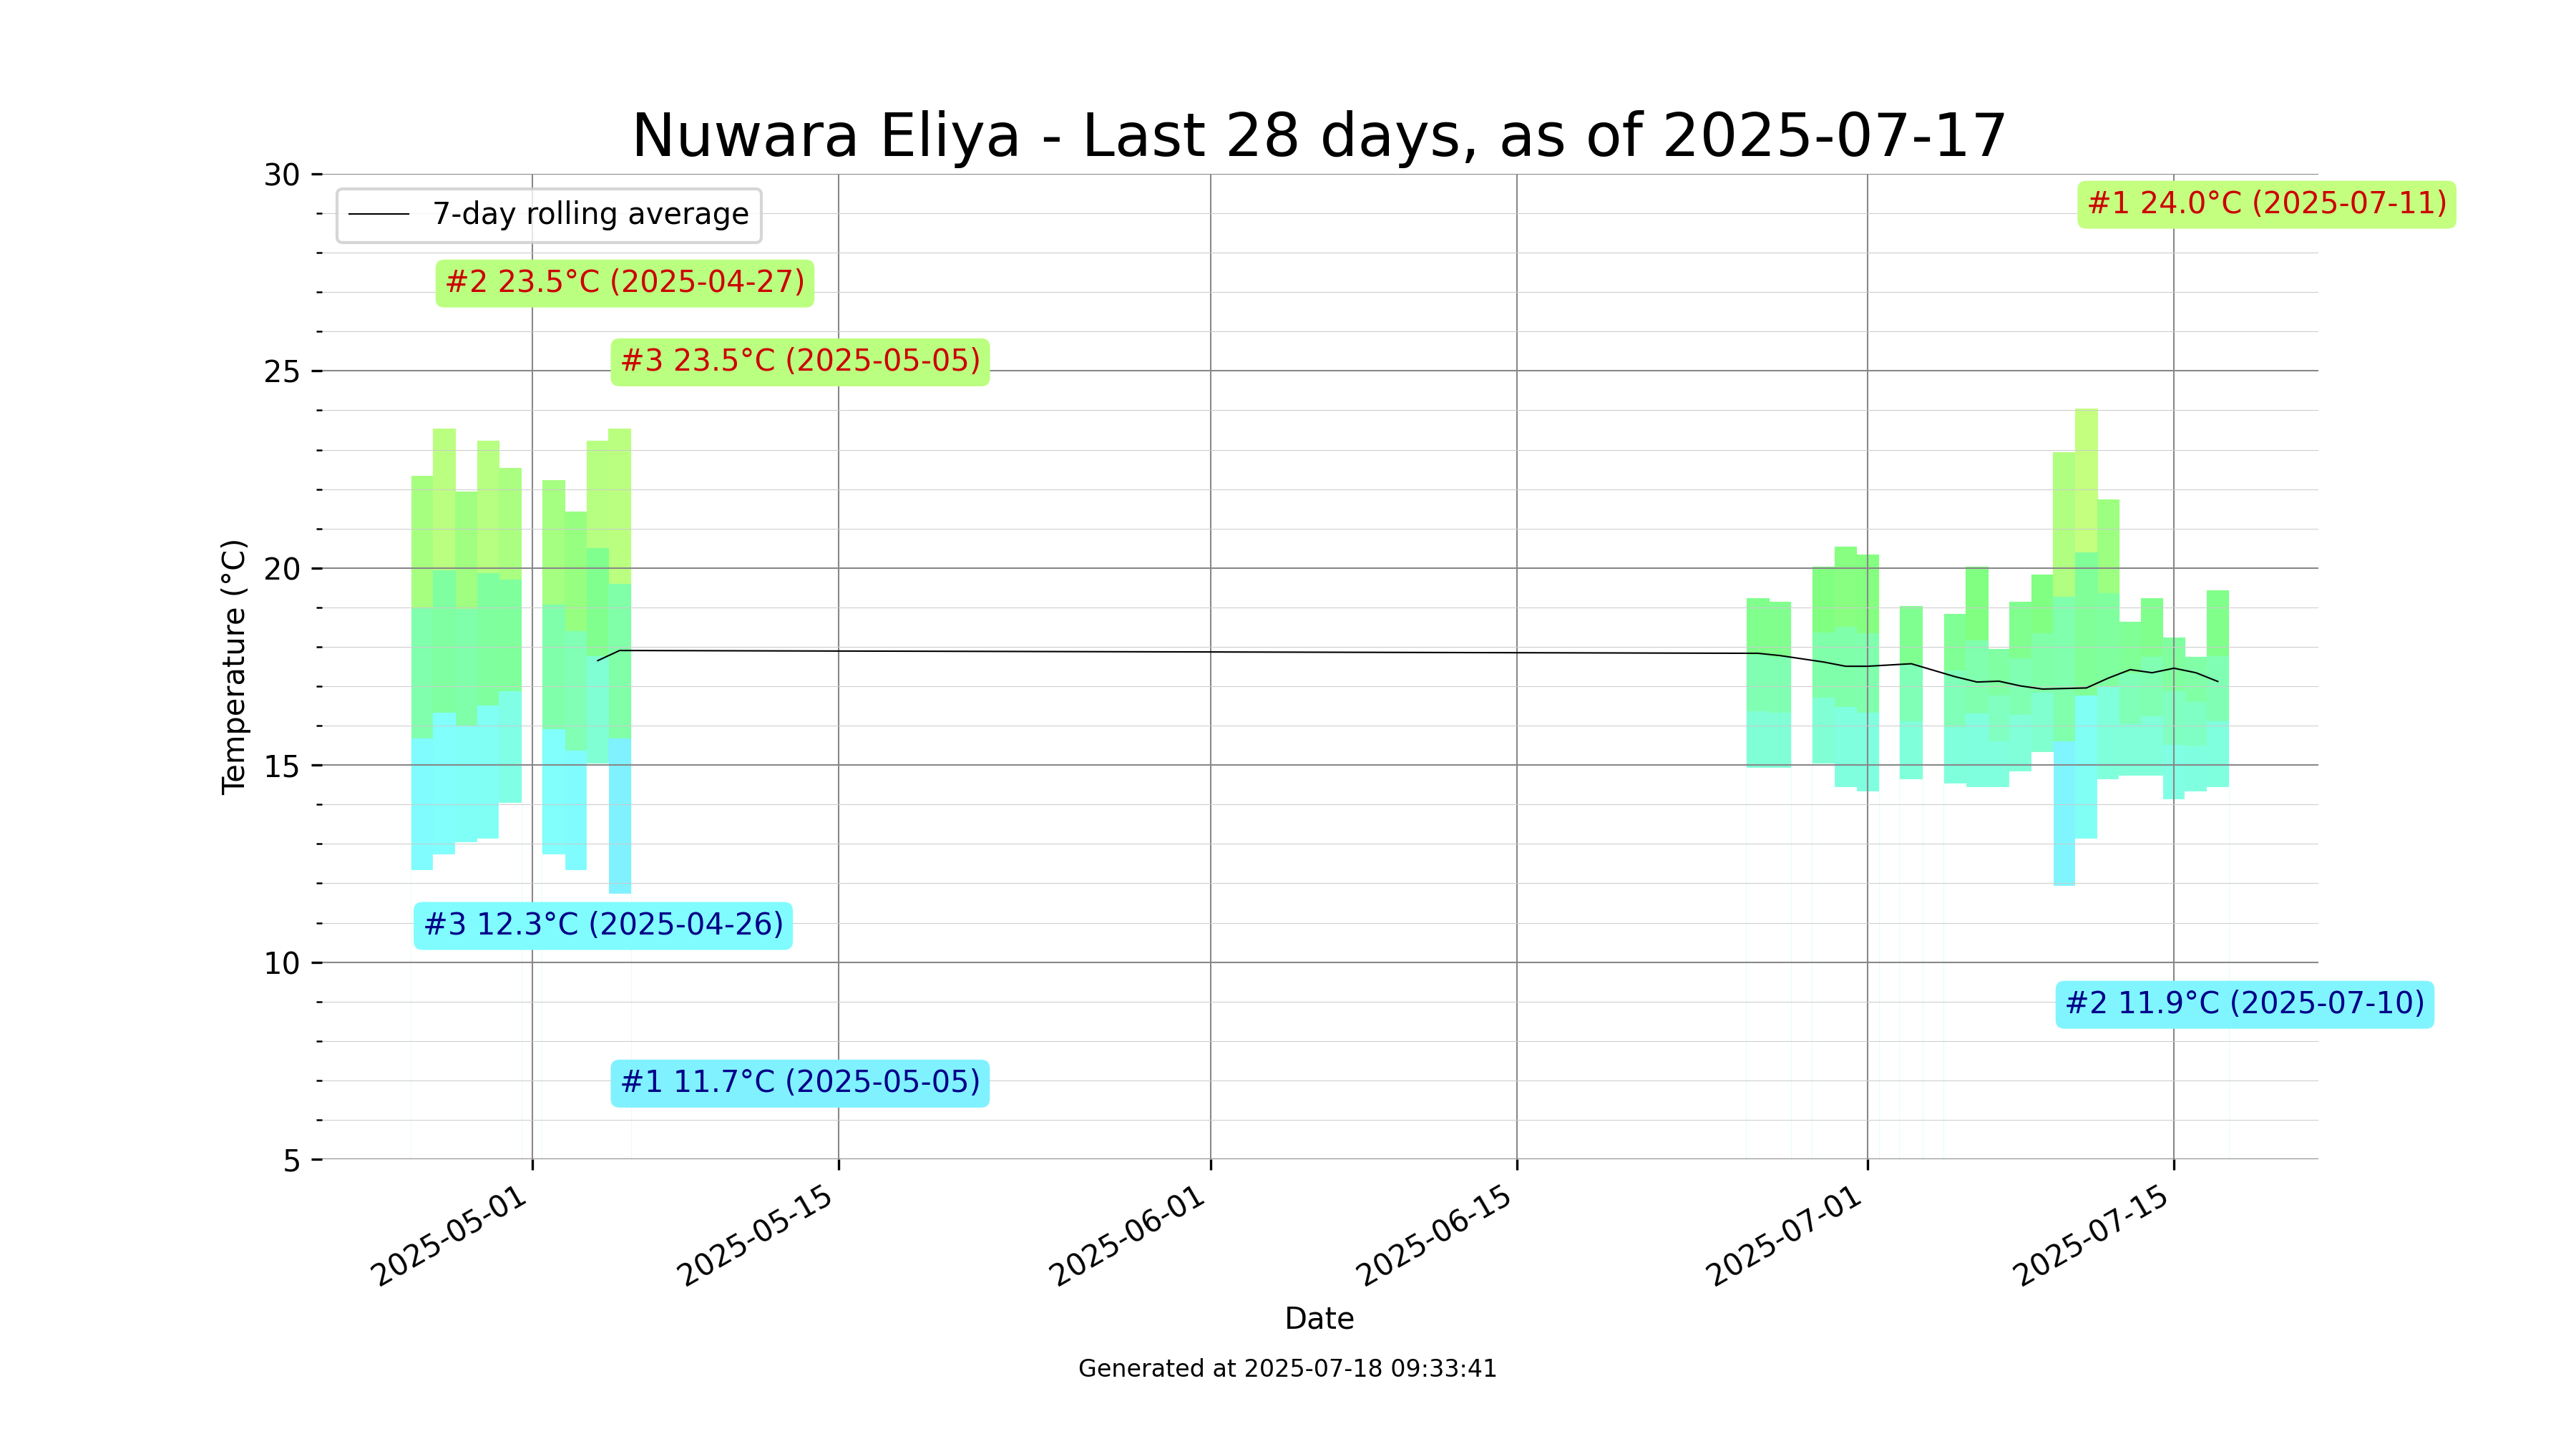 Nuwara Eliya - Last 28 days, as of 2025-07-17
30
7-day rolling average
#1 24.0°C (2025-07-11)
#2 23.5°C (2025-04-27)
#3 23.5°C (2025-05-05)
25
20
Temperature (°C)
15
#3 12.3°C (2025-04-26)
10
#2 11.9°C (2025-07-10)
#1 11.7°C (2025-05-05)
5
2025-05-01
2025-05-15
2025-06-01
2025-06-15
2025-07-01
2025-07-15
Date
Generated at 2025-07-18 09:33:41